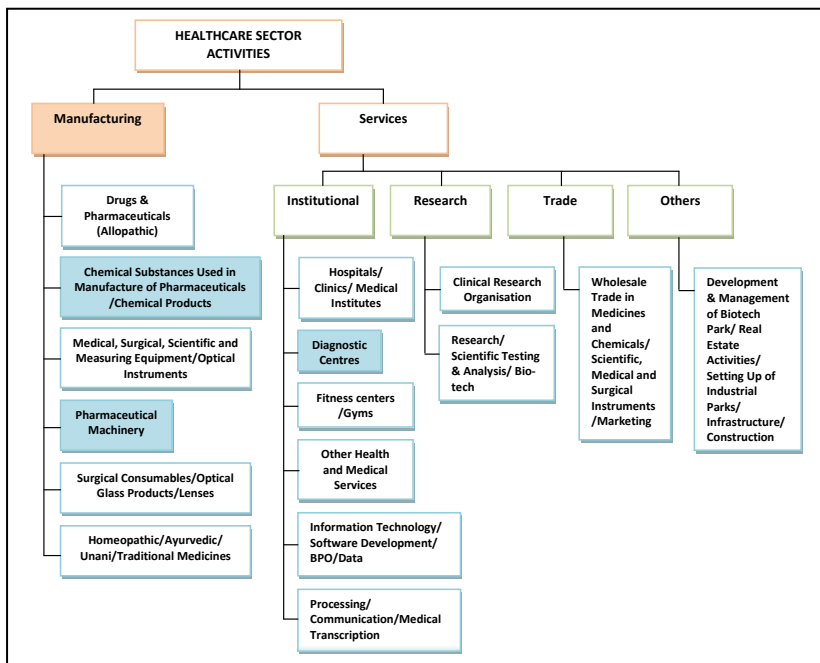 HEALTHCARE SECTOR
ACTIVITIES
Manufacturing
Services
Drugs &
Pharmaceuticals
(Allopathic)
Chemical Substances Used in
Manufacture of Pharmaceuticals
/Chemical Products
Medical, Surgical, Scientific and
Measuring Equipment/Optical
Instruments
Pharmaceutical
Machinery
Surgical Consumables/Optical
Glass Products/Lenses
Homeopathic/Ayurvedic/
Unani/Traditional Medicines
Institutional
Research
Trade
Others
Hospitals/
Clinics/ Medical
Institutes
Diagnostic
Centres
Fitness centers
/Gyms
Other Health
and Medical
Services
Information Technology/
Software Development/
BPO/Data
Processing/
Communication/Medical
Transcription
Clinical Research
Organisation
Research/
Scientific Testing
& Analysis/ Bio-
tech
Wholesale
Trade in
Medicines
and
Chemicals/
Scientific,
Medical and
Surgical
Instruments
/Marketing
Development
& Management
of Biotech
Park/ Real
Estate
Activities/
Setting Up of
Industrial
Parks/
Infrastructure/
Construction